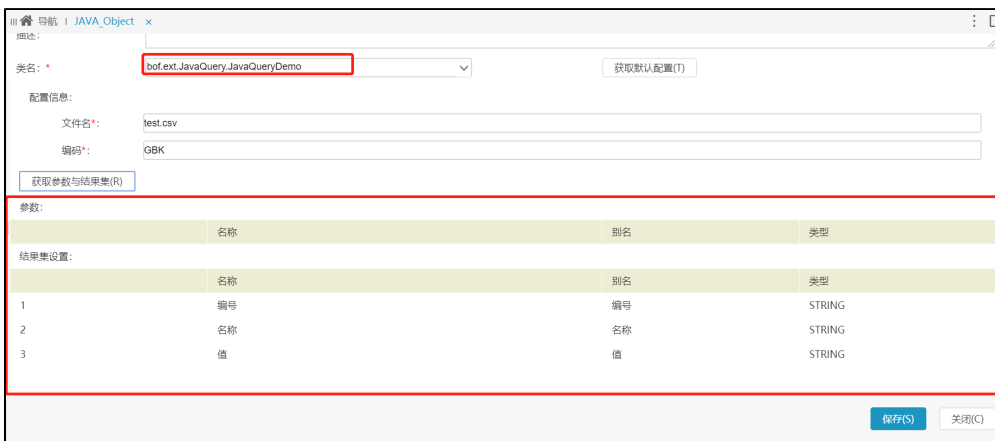 导航 JAVA_Object ×
描述:
类名: * bof.ext.JavaQuery.JavaQueryDemo 获取默认配置(T)
配置信息:
文件名*: test.csv
编码*: GBK
获取参数与结果集(R)
参数:
名称 别名 类型
结果集设置:
名称 别名 类型
1 编号 编号 STRING
2 名称 名称 STRING
3 值 值 STRING
保存(S) 关闭(C)